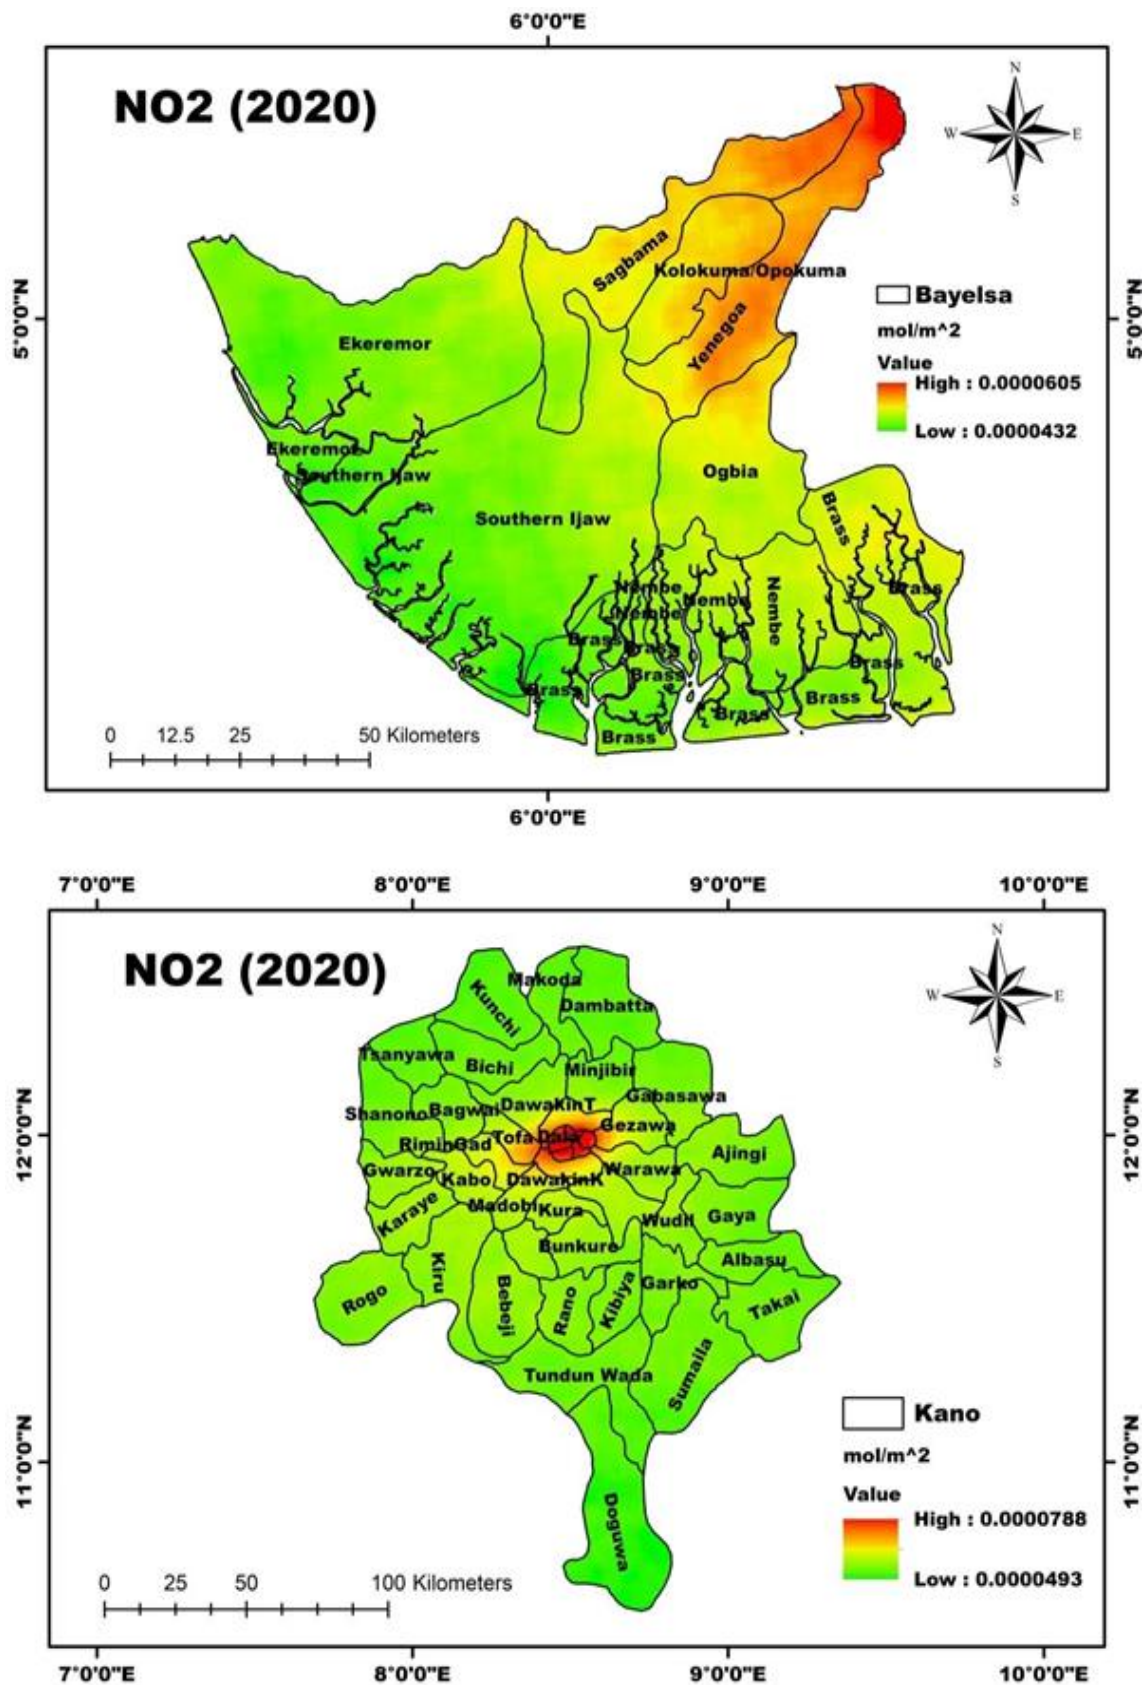 6°0'0"E
NO2 (2020)
N
W
E
S
5°0'0"N
5°0'0"N
Sagbama
Kolokuma/Opokuma
Yenegoa
Ekeremor
Ekeremor
Southern Ijaw
Southern Ijaw
Ogbia
Brass
Brass
Nembe
Nembe
Nembe
Nembe
Brass
Brass
Brass
Brass
Brass
Brass
Brass
Brass
Bayelsa
mol/m^2
Value
High : 0.0000605
Low : 0.0000432
0 12.5 25 50 Kilometers
6°0'0"E
7°0'0"E 8°0'0"E 9°0'0"E 10°0'0"E
NO2 (2020)
N
W
E
S
12°0'0"N
12°0'0"N
11°0'0"N
11°0'0"N
Makoda
Kunchi
Dambatta
Tsanyawa
Bichi
Minjibir
Gabasawa
Shanono
Bagwai
DawakinT
Gezawa
RiminGad
Tofa
Dala
Ajingi
Gwarzo
Kabo
DawakinK
Warawa
Karaye
Madobi
Kura
Wudil
Gaya
Bunkure
Albasu
Rogo
Kiru
Bebeji
Rano
Kibiya
Garko
Takai
Tundun Wada
Sumaila
Doguwa
Kano
mol/m^2
Value
High : 0.0000788
Low : 0.0000493
0 25 50 100 Kilometers
7°0'0"E 8°0'0"E 9°0'0"E 10°0'0"E